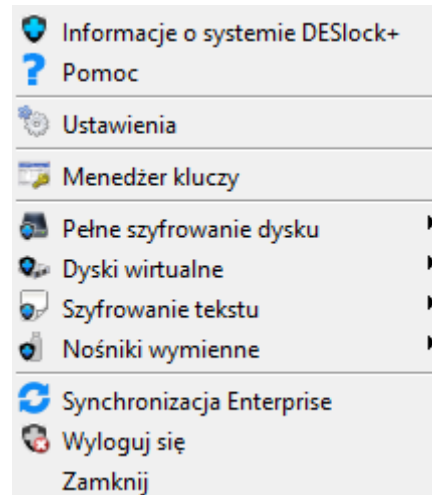 Informacje o systemie DESlock+
Pomoc
Ustawienia
Menedżer kluczy
Pełne szyfrowanie dysku
Dyski wirtualne
Szyfrowanie tekstu
Nośniki wymienne
Synchronizacja Enterprise
Wyloguj się
Zamknij